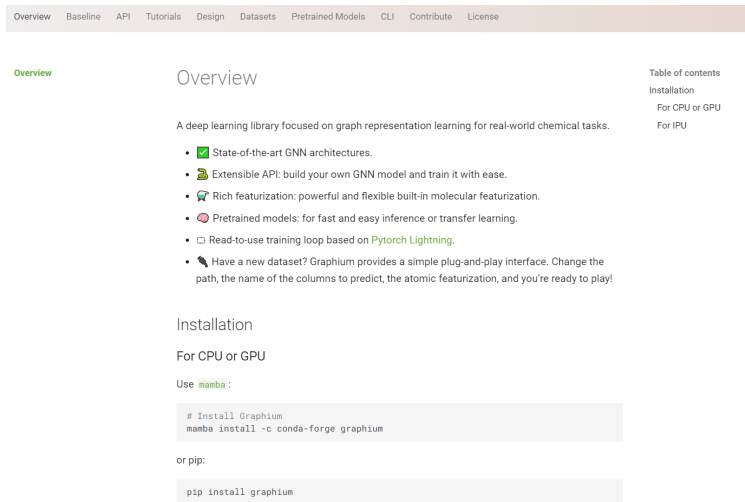 Overview Baseline API Tutorials Design Datasets Pretrained Models CLI Contribute License
Overview
Overview
A deep learning library focused on graph representation learning for real-world chemical tasks.
✅ State-of-the-art GNN architectures.
🐍 Extensible API: build your own GNN model and train it with ease.
Rich featurization: powerful and flexible built-in molecular featurization.
🧠 Pretrained models: for fast and easy inference or transfer learning.
Read-to-use training loop based on Pytorch Lightning.
🔌 Have a new dataset? Graphium provides a simple plug-and-play interface. Change the
path, the name of the columns to predict, the atomic featurization, and you're ready to play!
Installation
For CPU or GPU
Use mamba:
# Install Graphium
mamba install -c conda-forge graphium
or pip:
pip install graphium
Table of contents
Installation
For CPU or GPU
For IPU